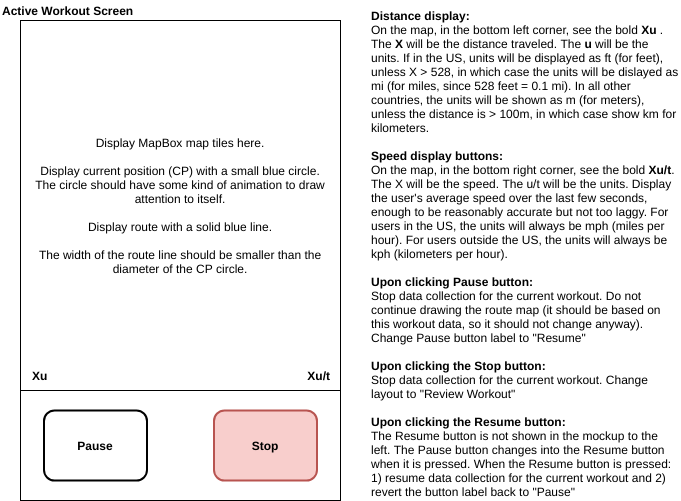 Active Workout Screen
Display MapBox map tiles here.
Display current position (CP) with a small blue circle.
The circle should have some kind of animation to draw
attention to itself.
Display route with a solid blue line.
The width of the route line should be smaller than the
diameter of the CP circle.
Xu
Xu/t
Pause
Stop
Distance display:
On the map, in the bottom left corner, see the bold Xu .
The X will be the distance traveled. The u will be the
units. If in the US, units will be displayed as ft (for feet),
unless X > 528, in which case the units will be dislayed as
mi (for miles, since 528 feet = 0.1 mi). In all other
countries, the units will be shown as m (for meters),
unless the distance is > 100m, in which case show km for
kilometers.
Speed display buttons:
On the map, in the bottom right corner, see the bold Xu/t.
The X will be the speed. The u/t will be the units. Display
the user's average speed over the last few seconds,
enough to be reasonably accurate but not too laggy. For
users in the US, the units will always be mph (miles per
hour). For users outside the US, the units will always be
kph (kilometers per hour).
Upon clicking Pause button:
Stop data collection for the current workout. Do not
continue drawing the route map (it should be based on
this workout data, so it should not change anyway).
Change Pause button label to "Resume"
Upon clicking the Stop button:
Stop data collection for the current workout. Change
layout to "Review Workout"
Upon clicking the Resume button:
The Resume button is not shown in the mockup to the
left. The Pause button changes into the Resume button
when it is pressed. When the Resume button is pressed:
1) resume data collection for the current workout and 2)
revert the button label back to "Pause"